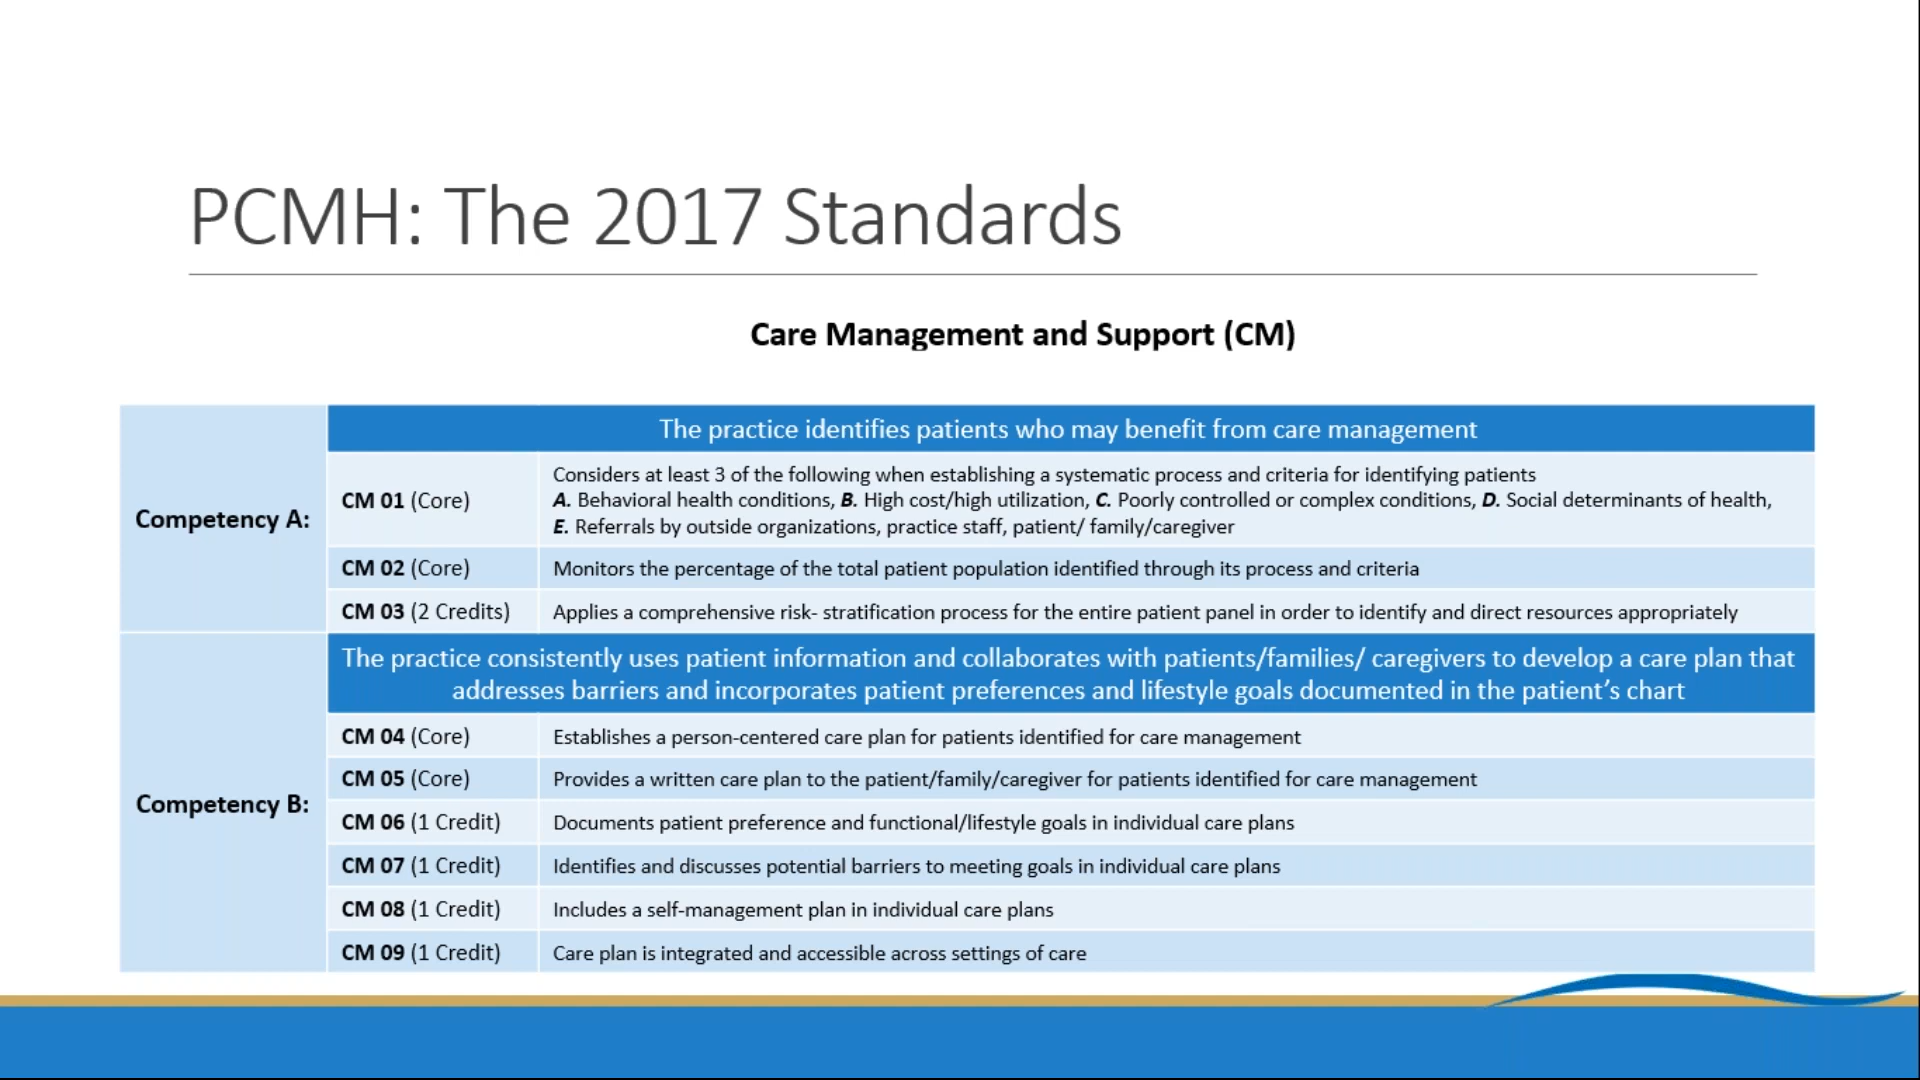 PCMH: The 2017 Standards
Care Management and Support (CM)
Competency A:
The practice identifies patients who may benefit from care management
CM 01 (Core)
Considers at least 3 of the following when establishing a systematic process and criteria for identifying patients
A. Behavioral health conditions, B. High cost/high utilization, C. Poorly controlled or complex conditions, D. Social determinants of health,
E. Referrals by outside organizations, practice staff, patient/ family/caregiver
CM 02 (Core)
Monitors the percentage of the total patient population identified through its process and criteria
CM 03 (2 Credits)
Applies a comprehensive risk- stratification process for the entire patient panel in order to identify and direct resources appropriately
Competency B:
The practice consistently uses patient information and collaborates with patients/families/ caregivers to develop a care plan that
addresses barriers and incorporates patient preferences and lifestyle goals documented in the patient’s chart
CM 04 (Core)
Establishes a person-centered care plan for patients identified for care management
CM 05 (Core)
Provides a written care plan to the patient/family/caregiver for patients identified for care management
CM 06 (1 Credit)
Documents patient preference and functional/lifestyle goals in individual care plans
CM 07 (1 Credit)
Identifies and discusses potential barriers to meeting goals in individual care plans
CM 08 (1 Credit)
Includes a self-management plan in individual care plans
CM 09 (1 Credit)
Care plan is integrated and accessible across settings of care